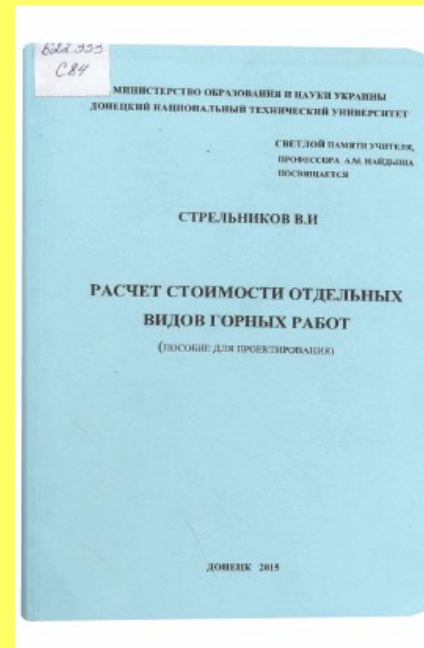 622.333
С84
МИНИСТЕРСТВО ОБРАЗОВАНИЯ И НАУКИ УКРАИНЫ
ДОНЕЦКИЙ НАЦИОНАЛЬНЫЙ ТЕХНИЧЕСКИЙ УНИВЕРСИТЕТ
СВЕТЛОЙ ПАМЯТИ УЧИТЕЛЯ,
ПРОФЕССОРА А.М. НАЙДЫША
ПОСВЯЩАЕТСЯ
СТРЕЛЬНИКОВ В.И
РАСЧЕТ СТОИМОСТИ ОТДЕЛЬНЫХ
ВИДОВ ГОРНЫХ РАБОТ
(ПОСОБИЕ ДЛЯ ПРОЕКТИРОВАНИЯ)
ДОНЕЦК 2015